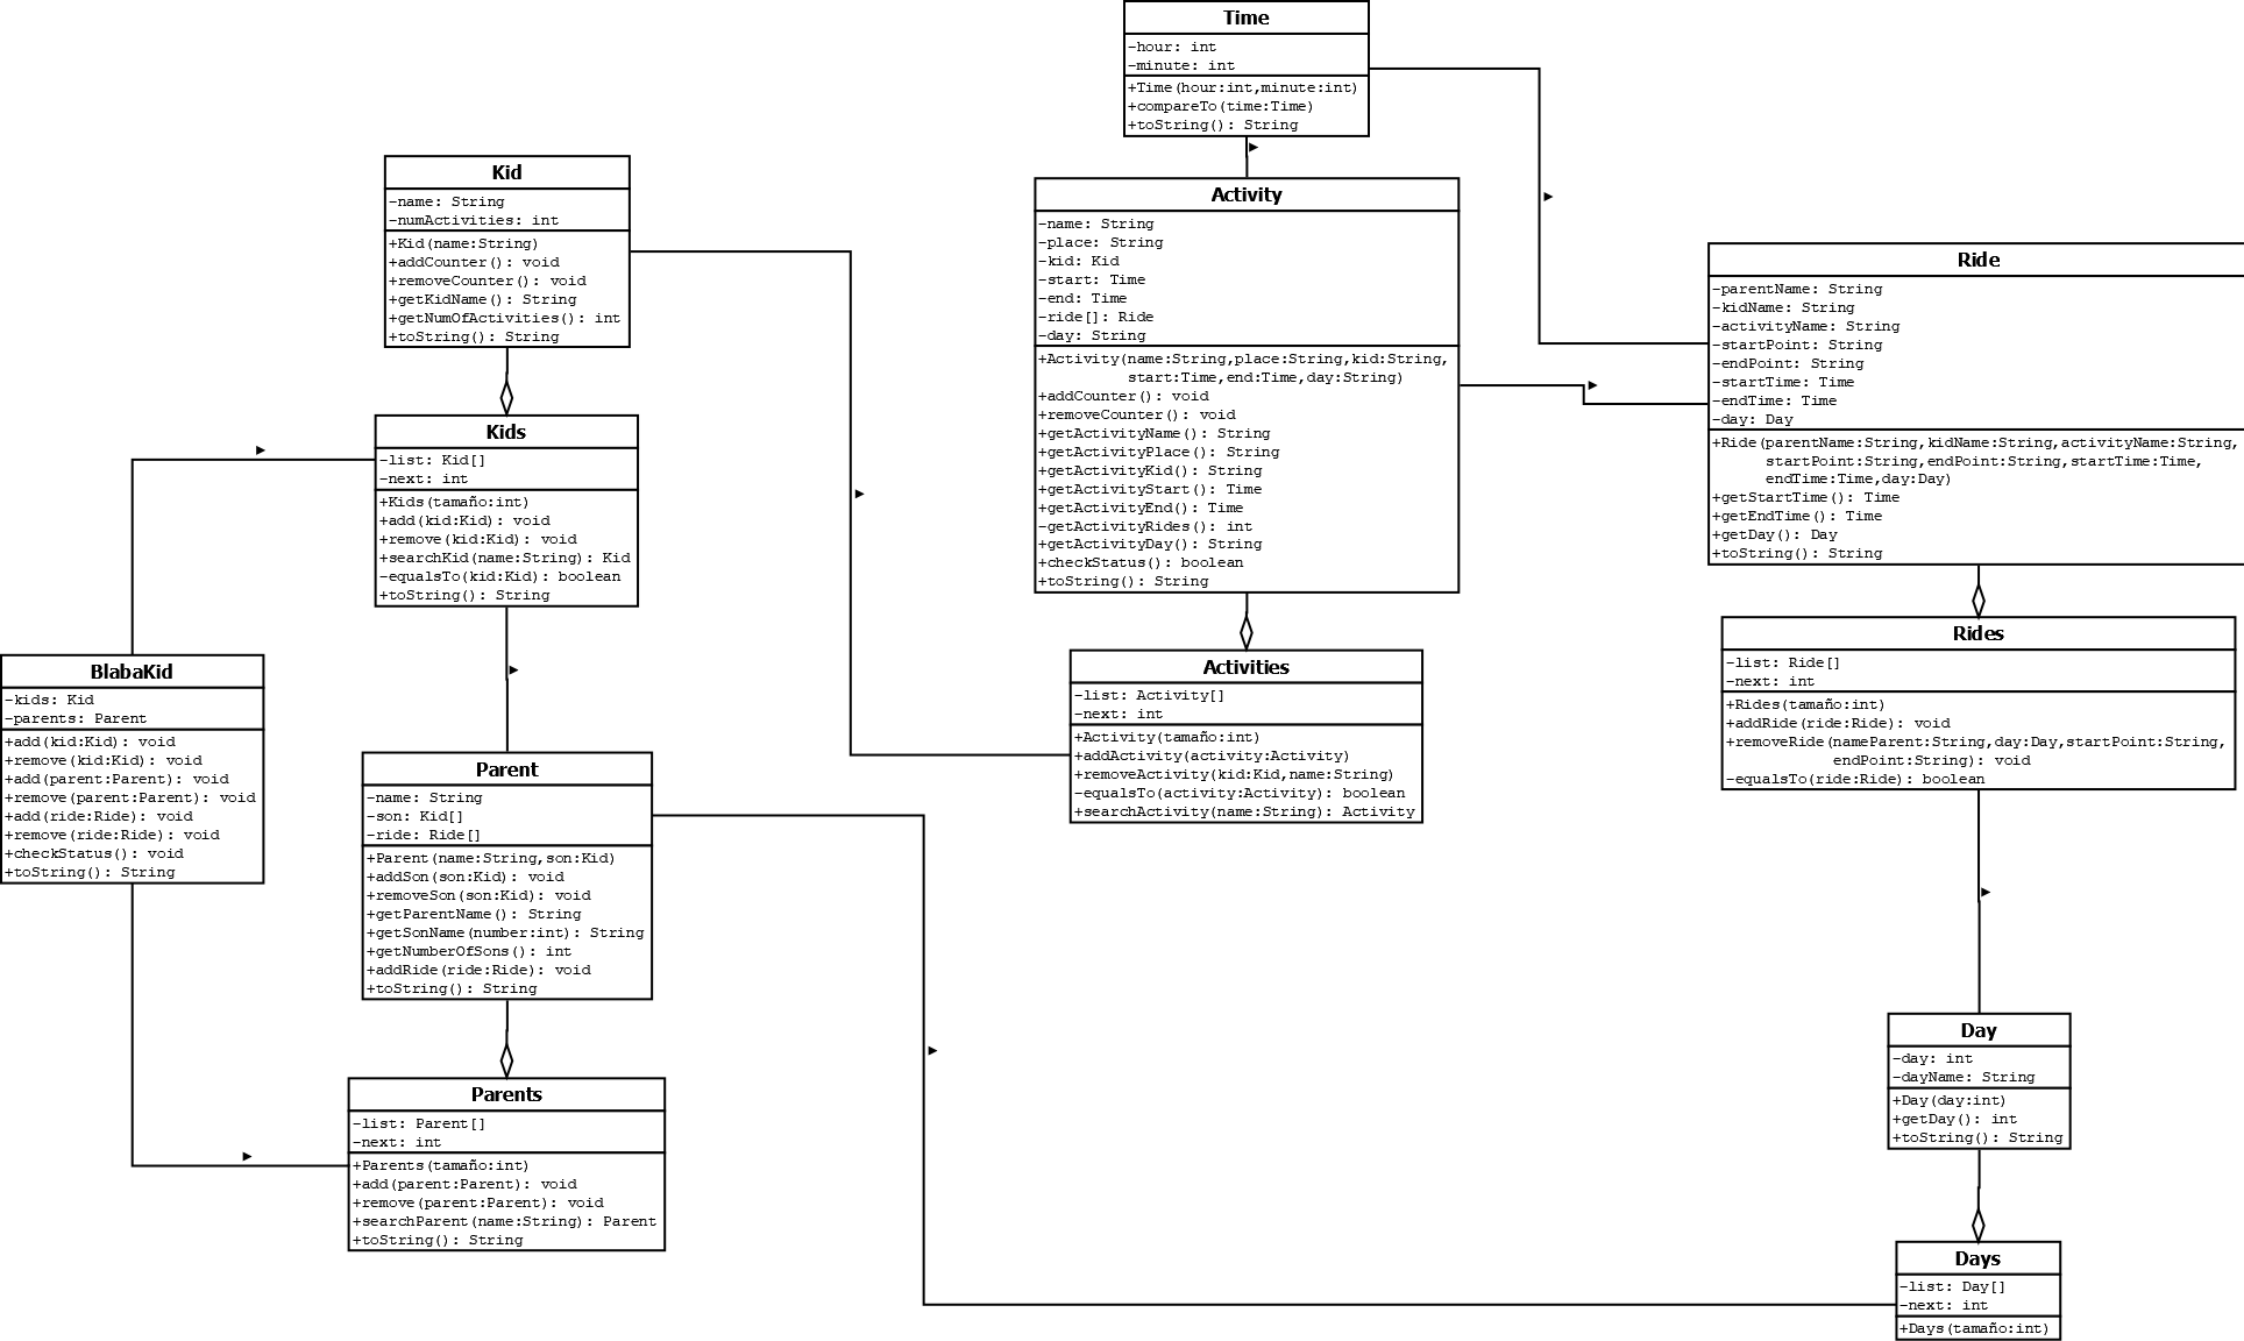 Time
-hour: int
-minute: int
+Time(hour:int,minute:int)
+compareTo(time:Time)
+toString(): String
Kid
-name: String
-numActivities: int
+Kid(name:String)
+addCounter(): void
+removeCounter(): void
+getKidName(): String
+getNumOfActivities(): int
+toString(): String
Activity
-name: String
-place: String
-kid: Kid
-start: Time
-end: Time
-ride[]: Ride
-day: String
+Activity(name:String,place:String,kid:String,
start:Time,end:Time,day:String)
+addCounter(): void
+removeCounter(): void
+getActivityName(): String
+getActivityPlace(): String
+getActivityKid(): String
+getActivityStart(): Time
+getActivityEnd(): Time
-getActivityRides(): int
+getActivityDay(): String
+checkStatus(): boolean
+toString(): String
Ride
-parentName: String
-kidName: String
-activityName: String
-startPoint: String
-endPoint: String
-startTime: Time
-endTime: Time
-day: Day
+Ride(parentName:String,kidName:String,activityName:String,
startPoint:String,endPoint:String,startTime:Time,
endTime:Time,day:Day)
+getStartTime(): Time
+getEndTime(): Time
+getDay(): Day
+toString(): String
Kids
-list: Kid[]
-next: int
+Kids(tamaño:int)
+add(kid:Kid): void
+remove(kid:Kid): void
+searchKid(name:String): Kid
-equalsTo(kid:Kid): boolean
+toString(): String
BlabaKid
-kids: Kid
-parents: Parent
+add(kid:Kid): void
+remove(kid:Kid): void
+add(parent:Parent): void
+remove(parent:Parent): void
+add(ride:Ride): void
+remove(ride:Ride): void
+checkStatus(): void
+toString(): String
Activities
-list: Activity[]
-next: int
+Activity(tamaño:int)
+addActivity(activity:Activity)
+removeActivity(kid:Kid,name:String)
-equalsTo(activity:Activity): boolean
+searchActivity(name:String): Activity
Rides
-list: Ride[]
-next: int
+Rides(tamaño:int)
+addRide(ride:Ride): void
+removeRide(nameParent:String,day:Day,startPoint:String,
endPoint:String): void
-equalsTo(ride:Ride): boolean
Parent
-name: String
-son: Kid[]
-ride: Ride[]
+Parent(name:String,son:Kid)
+addSon(son:Kid): void
+removeSon(son:Kid): void
+getParentName(): String
+getSonName(number:int): String
+getNumberOfSons(): int
+addRide(ride:Ride): void
+toString(): String
Day
-day: int
-dayName: String
+Day(day:int)
+getDay(): int
+toString(): String
Parents
-list: Parent[]
-next: int
+Parents(tamaño:int)
+add(parent:Parent): void
+remove(parent:Parent): void
+searchParent(name:String): Parent
+toString(): String
Days
-list: Day[]
-next: int
+Days(tamaño:int)